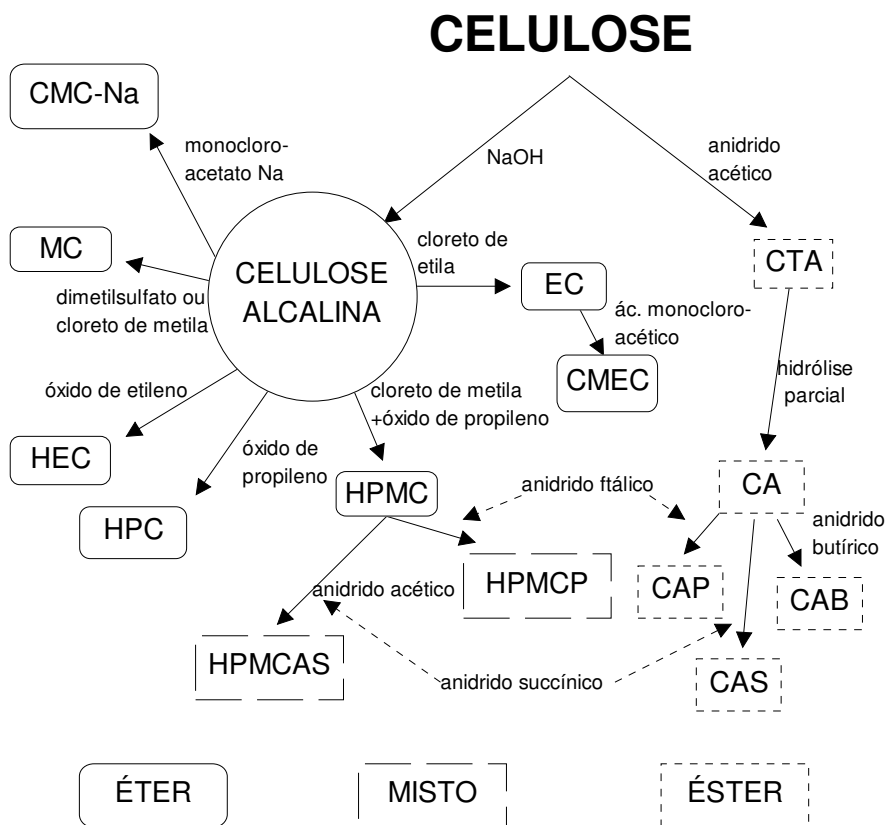 CELULOSE
CMC-Na
monocloro-
acetato Na
NaOH
anidrido
acético
MC
dimetilsulfato ou
cloreto de metila
CELULOSE
ALCALINA
cloreto de
etila
EC
ác. monocloro-
acético
CMEC
CTA
hidrólise
parcial
óxido de etileno
HEC
óxido de
propileno
HPC
cloreto de metila
+óxido de propileno
HPMC
anidrido ftálico
CA
anidrido
butírico
anidrido acético
HPMCP
CAP
CAB
HPMCAS
anidrido succínico
CAS
ÉTER
MISTO
ÉSTER